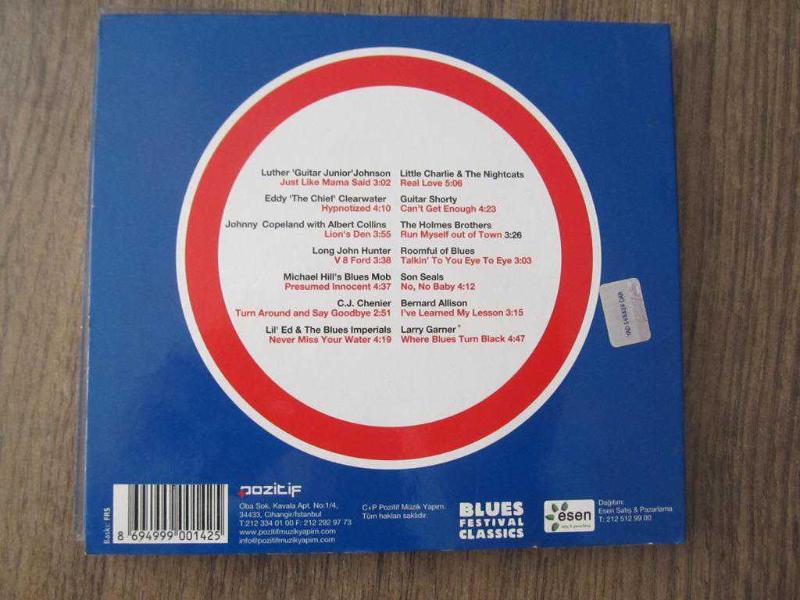 Luther 'Guitar Junior'Johnson
Just Like Mama Said 3:02
Eddy 'The Chief' Clearwater
Hypnotized 4:10
Johnny Copeland with Albert Collins
Lion's Den 3:55
Long John Hunter
V 8 Ford 3:38
Michael Hill's Blues Mob
Presumed Innocent 4:37
C.J. Chenier
Turn Around and Say Goodbye 2:51
Lil' Ed & The Blues Imperials
Never Miss Your Water 4:19
Little Charlie & The Nightcats
Real Love 5:06
Guitar Shorty
Can't Get Enough 4:23
The Holmes Brothers
Run Myself out of Town 3:26
Roomful of Blues
Talkin' To You Eye To Eye 3:03
Son Seals
No, No Baby 4:12
Bernard Allison
I've Learned My Lesson 3:15
Larry Garner
Where Blues Turn Black 4:47
Baskı: FRS
8 694999 001425
pozitif
Oba Sok. Kavala Apt. No:1/4,
34433, Cihangir/İstanbul
T:212 334 01 00 F: 212 292 97 73
www.pozitifmuzikyapim.com
info@pozitifmuzikyapim.com
C+P Pozitif Müzik Yapım.
Tüm hakları saklıdır.
BLUES
FESTIVAL
CLASSICS
esen
Dağıtım:
Esen Satış & Pazarlama
T: 212 512 99 00